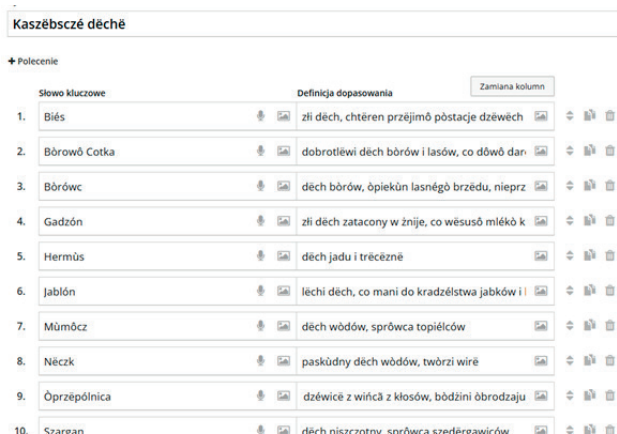 Kaszëbsczé dëchë
+ Polecenie
Słowo kluczowe Definicja dopasowania Zamiana kolumn
1. Biés złi dëch, chtëren przëjimô pòstacje dzëwëch
2. Bòrowô Cotka dobrotlëwi dëch bòrów i lasów, co dôwô dar
3. Bòrówc dëch bòrów, òpiekùn lasnégò brzëdu, nieprz
4. Gadzón złi dëch zatacony w żnije, co wësusô mlékò k
5. Hermùs dëch jadu i trëcëznë
6. Jablón lëchi dëch, co mani do kradzélstwa jabków i
7. Mùmôcz dëch wòdów, sprôwca topiélców
8. Nëczk paskùdny dëch wòdów, twòrzi wirë
9. Òprzëpólnica dzéwicë z wińcã z kłosów, bòdżini òbrodzaju
10. Szargan dëch niszczotny, sprôwca szedërgawiców